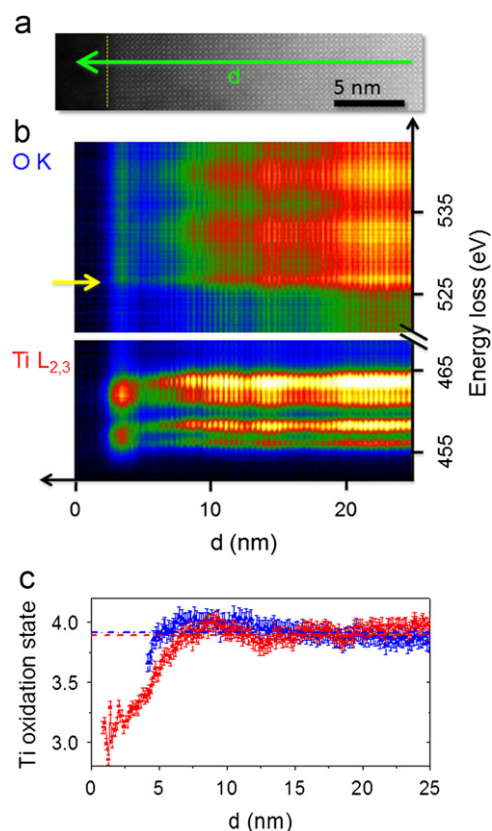 a
d
5 nm
b
O K
535
525
Energy loss (eV)
Ti L2,3
465
455
0 10 20
d (nm)
c
4.0
3.5
3.0
Ti oxidation state
0 5 10 15 20 25
d (nm)